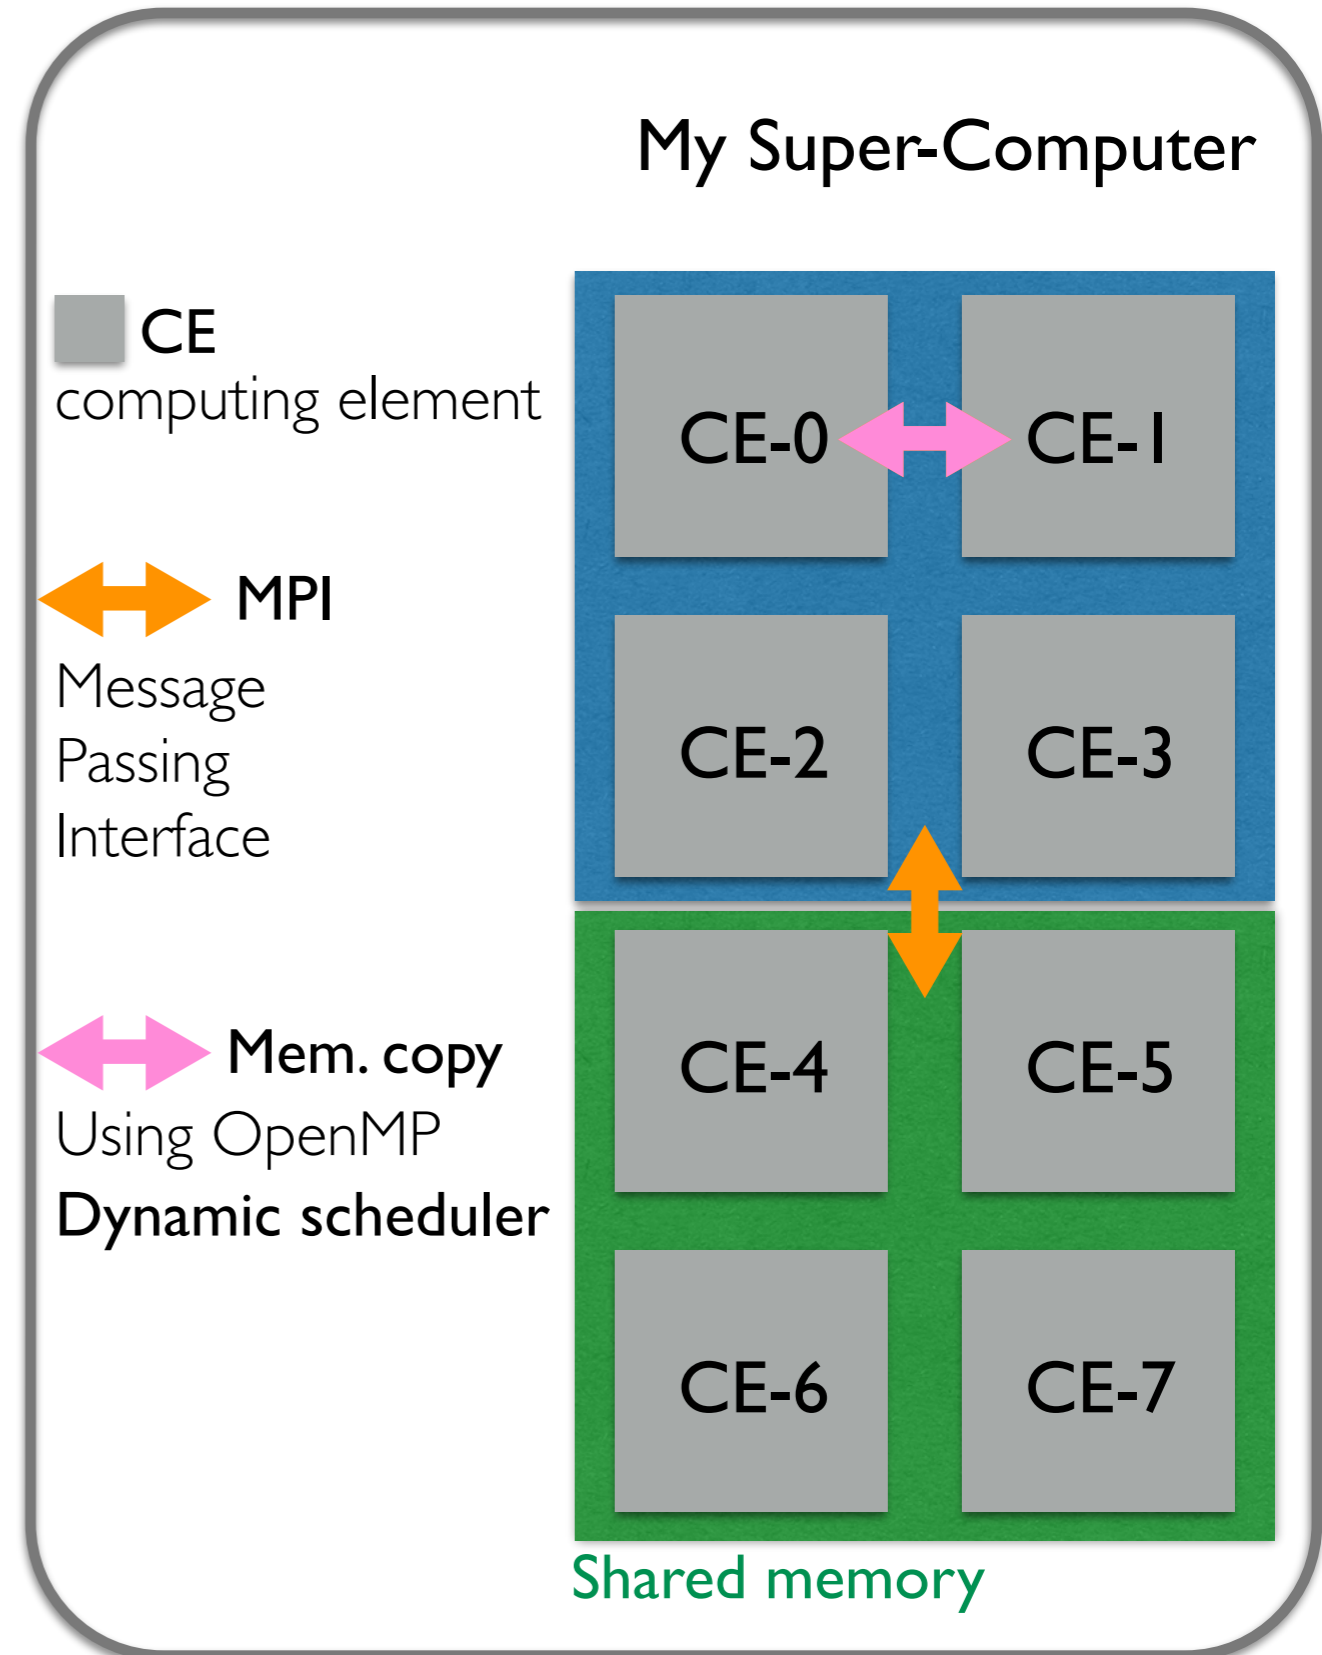 My Super-Computer
CE
computing element
MPI
Message
Passing
Interface
Mem. copy
Using OpenMP
Dynamic scheduler
CE-0
CE-1
CE-2
CE-3
CE-4
CE-5
CE-6
CE-7
Shared memory